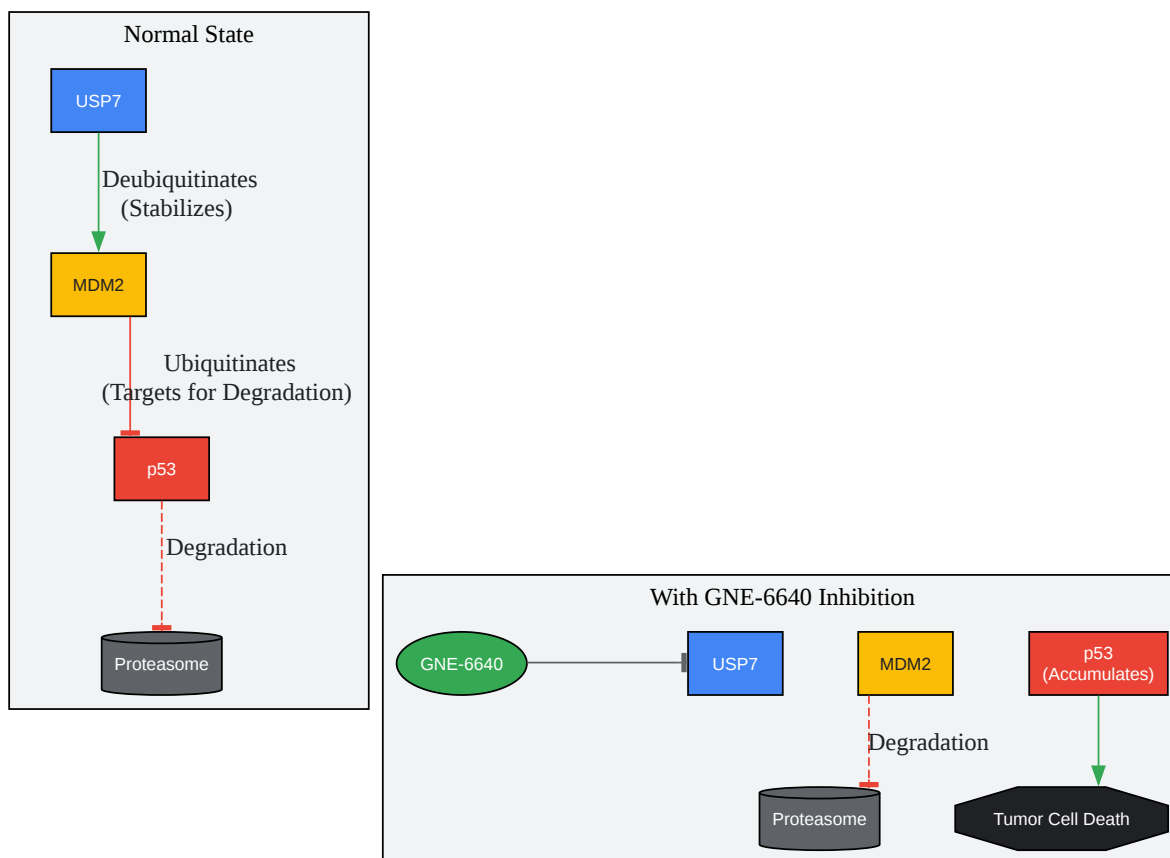 Normal State
USP7
Deubiquitinates
(Stabilizes)
MDM2
Ubiquitinates
(Targets for Degradation)
p53
Degradation
Proteasome
With GNE-6640 Inhibition
GNE-6640
USP7
MDM2
p53
(Accumulates)
Degradation
Proteasome
Tumor Cell Death